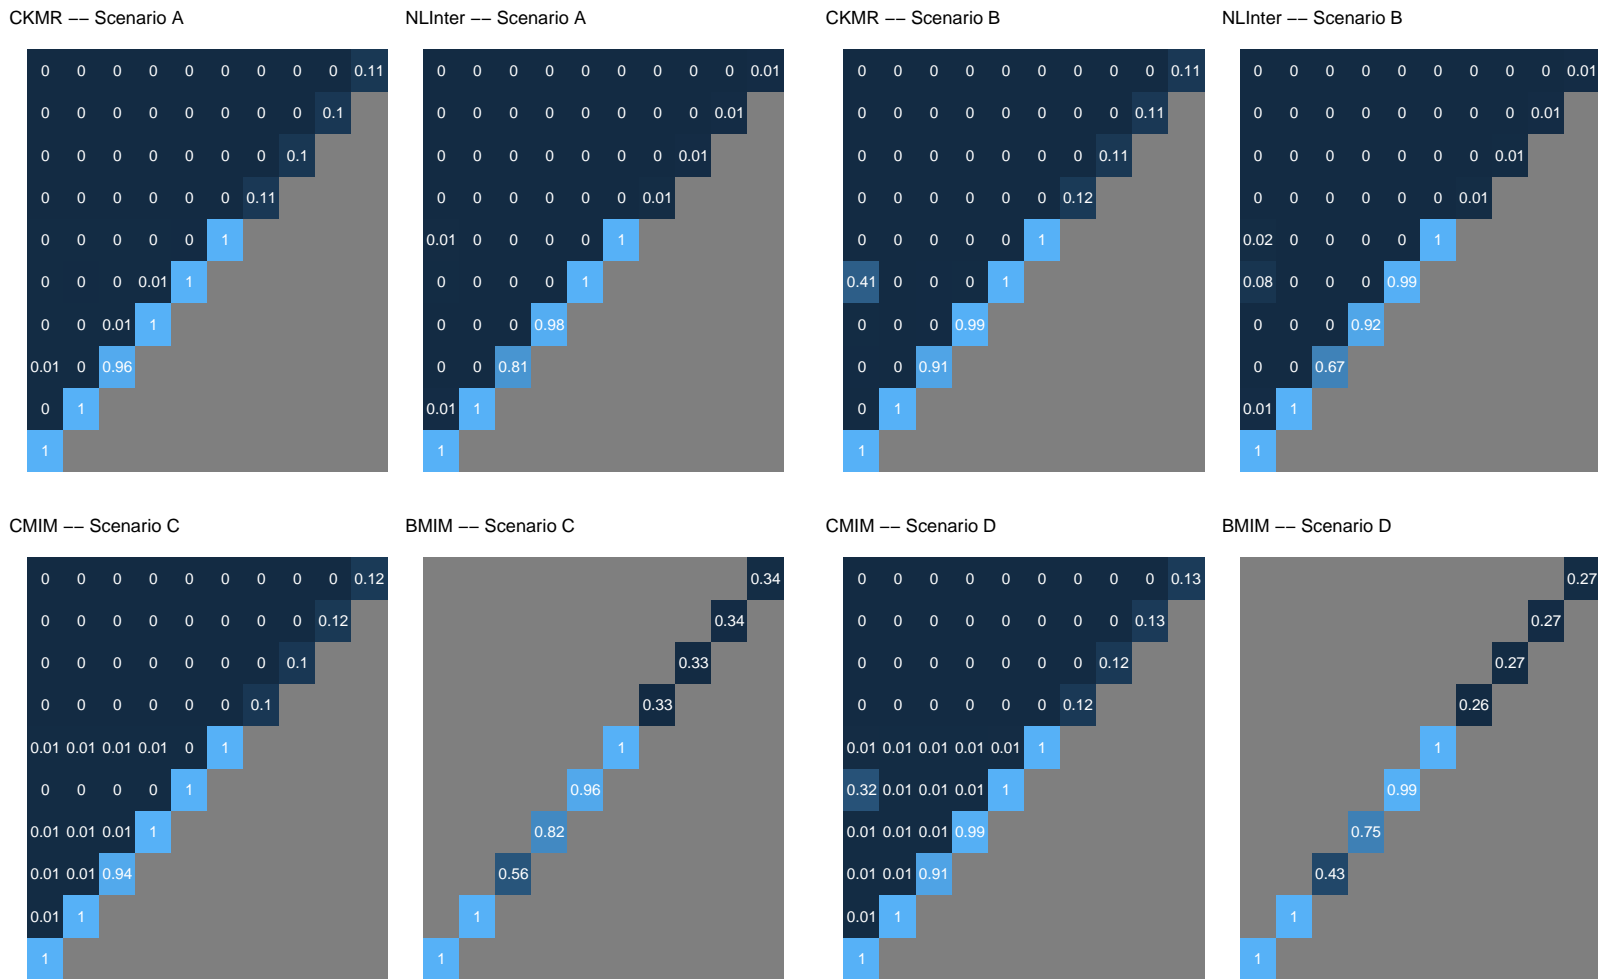 CKMR -- Scenario A
0 0 0 0 0 0 0 0 0 0.11
0 0 0 0 0 0 0 0 0.1
0 0 0 0 0 0 0 0.1
0 0 0 0 0 0 0.11
0 0 0 0 0 1
0 0 0 0.01 1
0 0 0.01 1
0.01 0 0.96
0 1
1
NLInter -- Scenario A
0 0 0 0 0 0 0 0 0 0.01
0 0 0 0 0 0 0 0 0.01
0 0 0 0 0 0 0 0.01
0 0 0 0 0 0 0.01
0.01 0 0 0 0 1
0 0 0 0 1
0 0 0 0.98
0 0 0.81
0.01 1
1
CKMR -- Scenario B
0 0 0 0 0 0 0 0 0 0.11
0 0 0 0 0 0 0 0 0.11
0 0 0 0 0 0 0 0.11
0 0 0 0 0 0 0.12
0 0 0 0 0 1
0.41 0 0 0 1
0 0 0 0.99
0 0 0.91
0 1
1
NLInter -- Scenario B
0 0 0 0 0 0 0 0 0 0.01
0 0 0 0 0 0 0 0 0.01
0 0 0 0 0 0 0 0.01
0 0 0 0 0 0 0.01
0.02 0 0 0 0 1
0.08 0 0 0 0.99
0 0 0 0.92
0 0 0.67
0.01 1
1
CMIM -- Scenario C
0 0 0 0 0 0 0 0 0 0.12
0 0 0 0 0 0 0 0 0.12
0 0 0 0 0 0 0 0.1
0 0 0 0 0 0 0.1
0.01 0.01 0.01 0.01 0 1
0 0 0 0 1
0.01 0.01 0.01 1
0.01 0.01 0.94
0.01 1
1
BMIM -- Scenario C
0.34
0.34
0.33
0.33
1
0.96
0.82
0.56
1
1
CMIM -- Scenario D
0 0 0 0 0 0 0 0 0 0.13
0 0 0 0 0 0 0 0 0.13
0 0 0 0 0 0 0 0.12
0 0 0 0 0 0 0.12
0.01 0.01 0.01 0.01 0.01 1
0.32 0.01 0.01 0.01 1
0.01 0.01 0.01 0.99
0.01 0.01 0.91
0.01 1
1
BMIM -- Scenario D
0.27
0.27
0.27
0.26
1
0.99
0.75
0.43
1
1